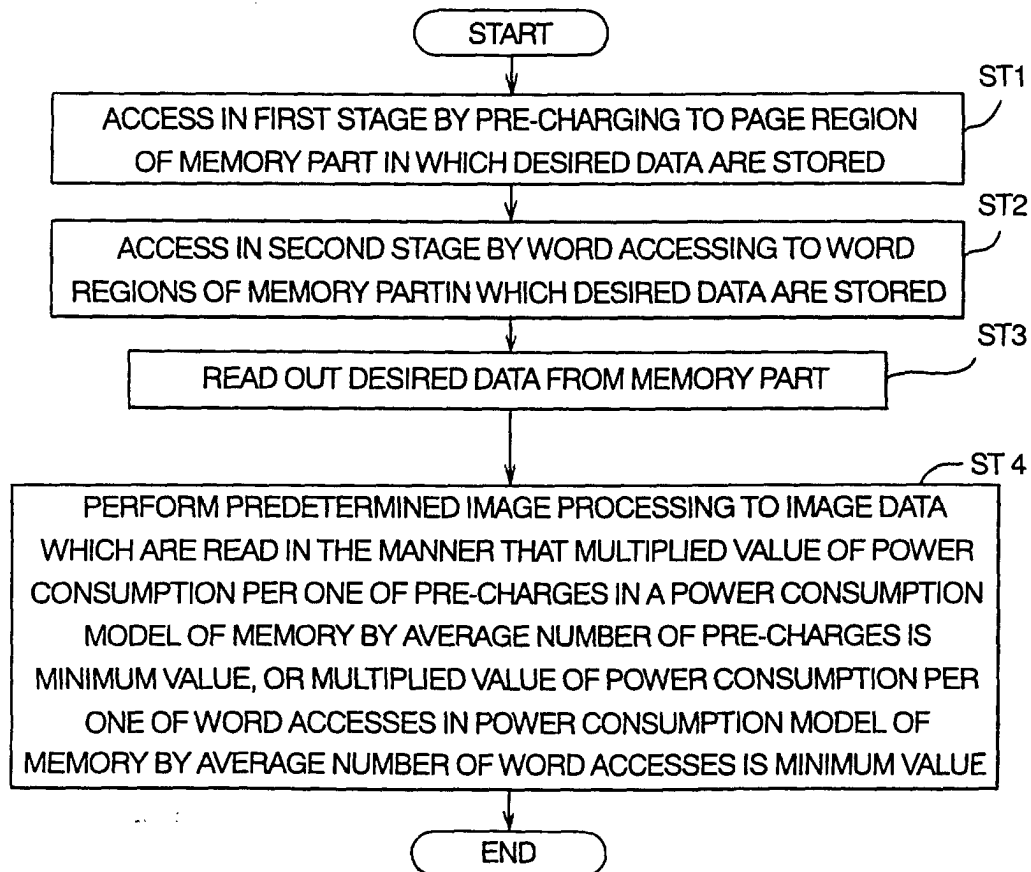 START
ST1
ACCESS IN FIRST STAGE BY PRE-CHARGING TO PAGE REGION
OF MEMORY PART IN WHICH DESIRED DATA ARE STORED
ST2
ACCESS IN SECOND STAGE BY WORD ACCESSING TO WORD
REGIONS OF MEMORY PARTIN WHICH DESIRED DATA ARE STORED
ST3
READ OUT DESIRED DATA FROM MEMORY PART
ST 4
PERFORM PREDETERMINED IMAGE PROCESSING TO IMAGE DATA
WHICH ARE READ IN THE MANNER THAT MULTIPLIED VALUE OF POWER
CONSUMPTION PER ONE OF PRE-CHARGES IN A POWER CONSUMPTION
MODEL OF MEMORY BY AVERAGE NUMBER OF PRE-CHARGES IS
MINIMUM VALUE, OR MULTIPLIED VALUE OF POWER CONSUMPTION PER
ONE OF WORD ACCESSES IN POWER CONSUMPTION MODEL OF
MEMORY BY AVERAGE NUMBER OF WORD ACCESSES IS MINIMUM VALUE
END